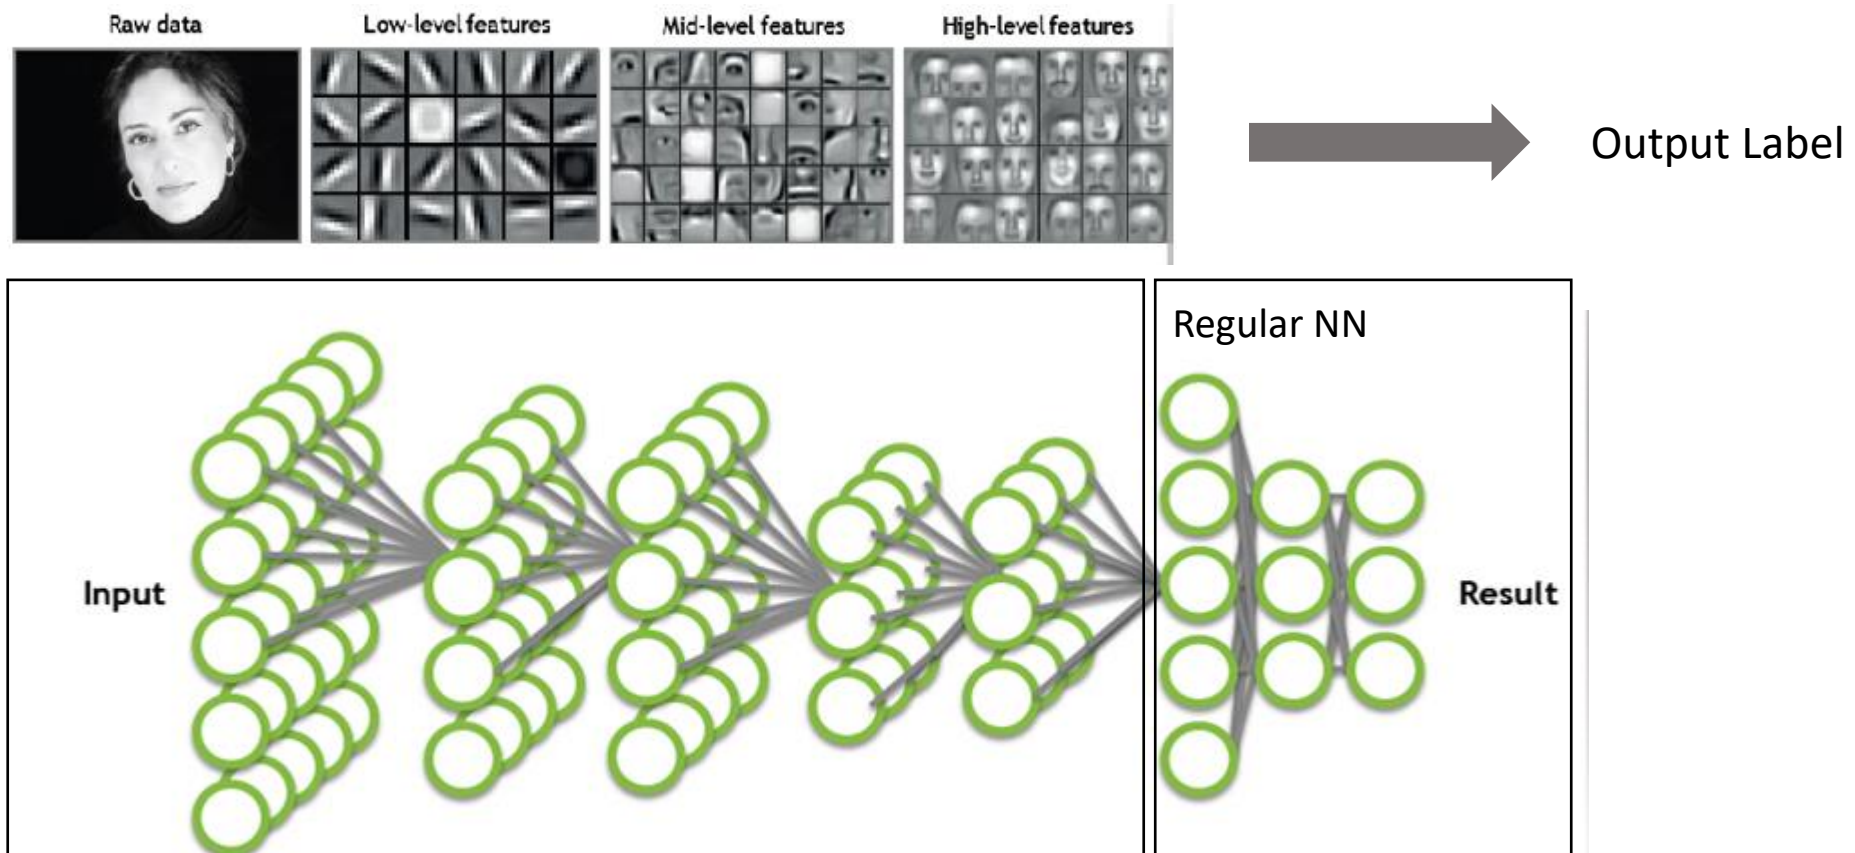 Raw data
Low-level features
Mid-level features
High-level features
Output Label
Regular NN
Input
Result